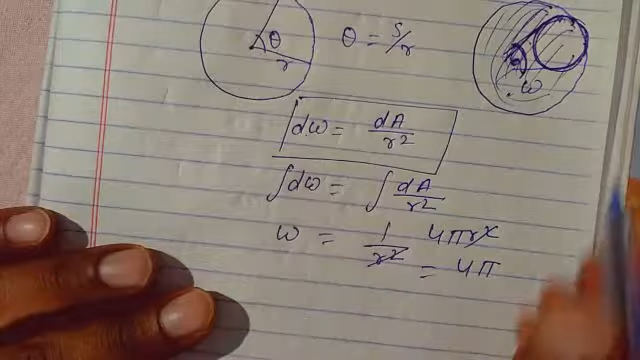 θ r θ = s/r ω
dω = dA/r²
∫dω = ∫ dA/r²
ω = 1/r² 4πr²
= 4π